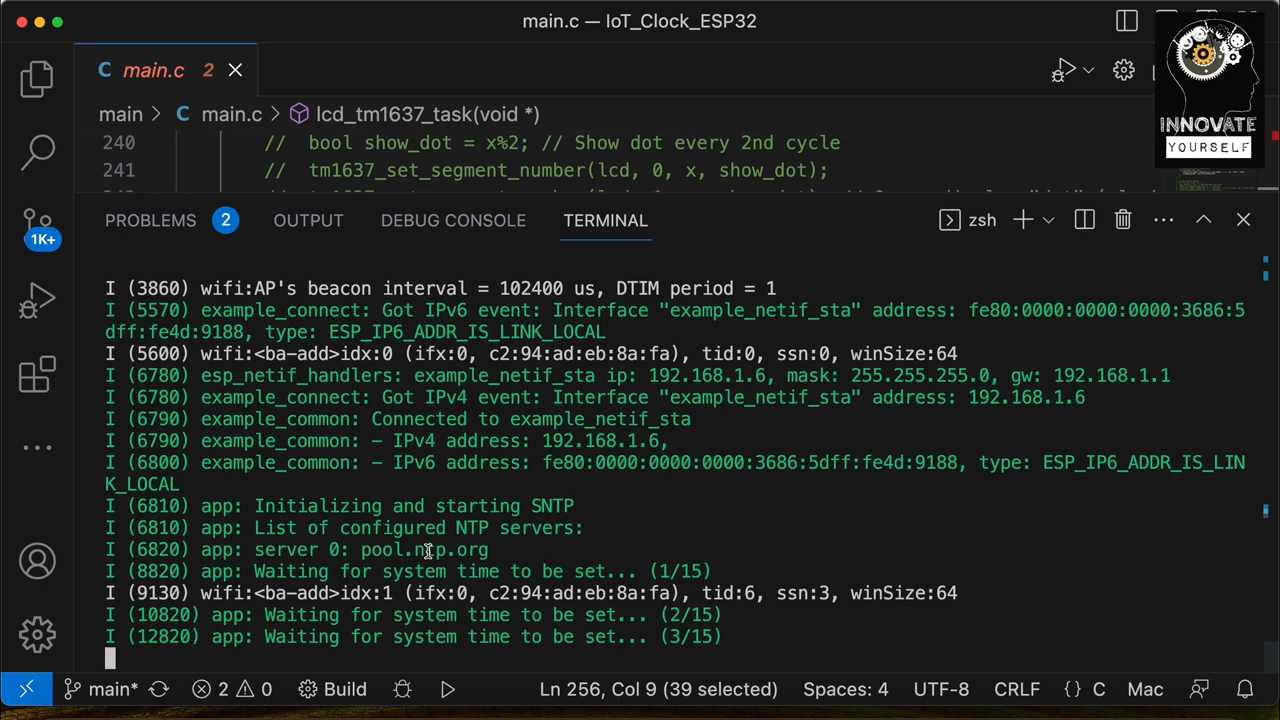 main.c — IoT_Clock_ESP32
C main.c 2
main > C main.c > lcd_tm1637_task(void *)
240 // bool show_dot = x%2; // Show dot every 2nd cycle
241 // tm1637_set_segment_number(lcd, 0, x, show_dot);
INNOVATE
YOURSELF
1K+
PROBLEMS 2 OUTPUT DEBUG CONSOLE TERMINAL zsh
I (3860) wifi:AP's beacon interval = 102400 us, DTIM period = 1
I (5570) example_connect: Got IPv6 event: Interface "example_netif_sta" address: fe80:0000:0000:0000:3686:5
dff:fe4d:9188, type: ESP_IP6_ADDR_IS_LINK_LOCAL
I (5600) wifi:<ba-add>idx:0 (ifx:0, c2:94:ad:eb:8a:fa), tid:0, ssn:0, winSize:64
I (6780) esp_netif_handlers: example_netif_sta ip: 192.168.1.6, mask: 255.255.255.0, gw: 192.168.1.1
I (6780) example_connect: Got IPv4 event: Interface "example_netif_sta" address: 192.168.1.6
I (6790) example_common: Connected to example_netif_sta
I (6790) example_common: - IPv4 address: 192.168.1.6,
I (6800) example_common: - IPv6 address: fe80:0000:0000:0000:3686:5dff:fe4d:9188, type: ESP_IP6_ADDR_IS_LIN
K_LOCAL
I (6810) app: Initializing and starting SNTP
I (6810) app: List of configured NTP servers:
I (6820) app: server 0: pool.ntp.org
I (8820) app: Waiting for system time to be set... (1/15)
I (9130) wifi:<ba-add>idx:1 (ifx:0, c2:94:ad:eb:8a:fa), tid:6, ssn:3, winSize:64
I (10820) app: Waiting for system time to be set... (2/15)
I (12820) app: Waiting for system time to be set... (3/15)
main* 2 0 Build Ln 256, Col 9 (39 selected) Spaces: 4 UTF-8 CRLF {} C Mac